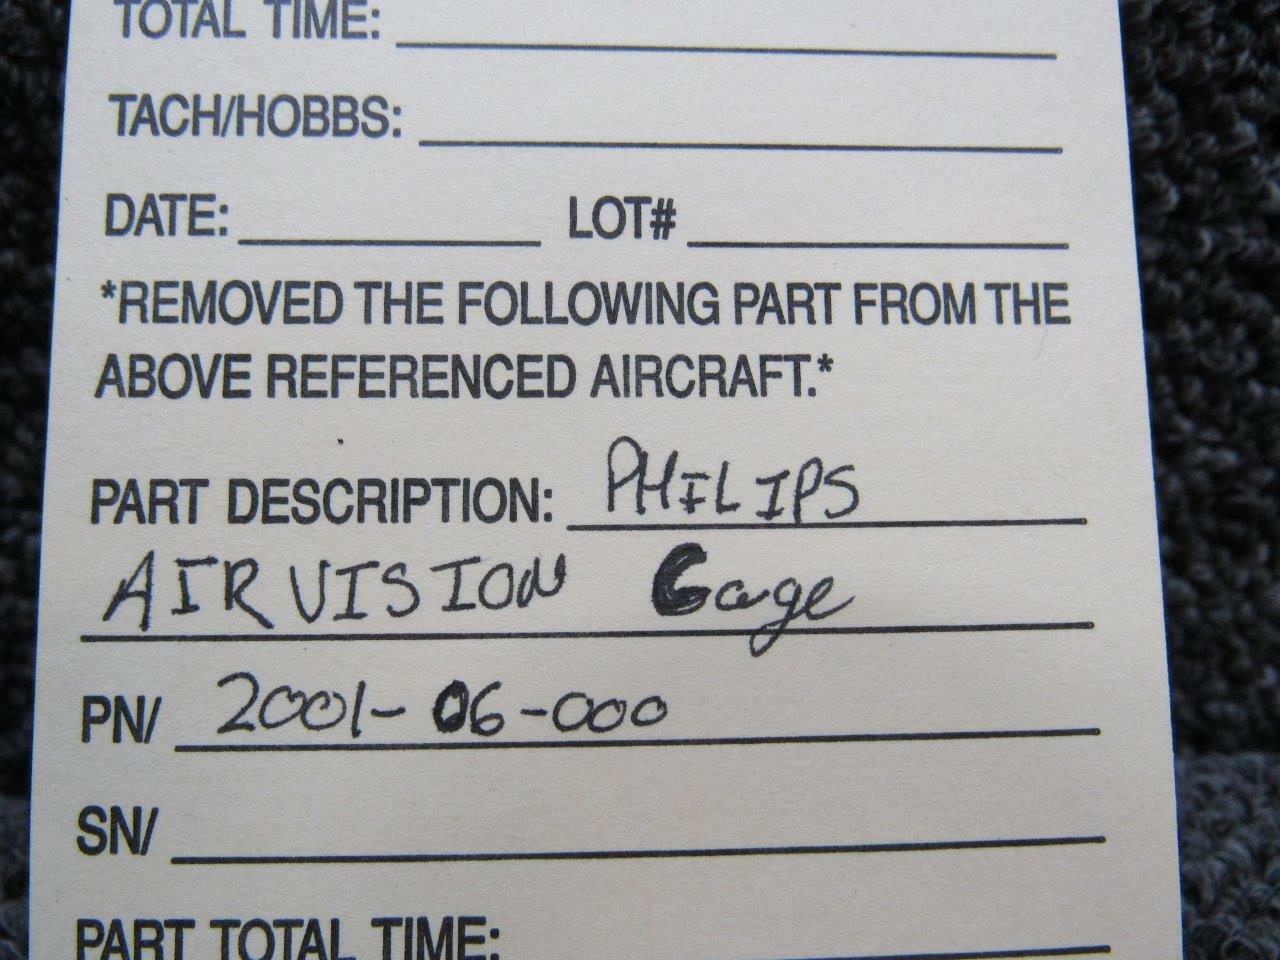 TOTAL TIME:
TACH/HOBBS:
DATE: LOT#
*REMOVED THE FOLLOWING PART FROM THE
ABOVE REFERENCED AIRCRAFT.*
PART DESCRIPTION: PHILIPS
AIRVISION Gage
PN/ 2001-06-000
SN/
PART TOTAL TIME: